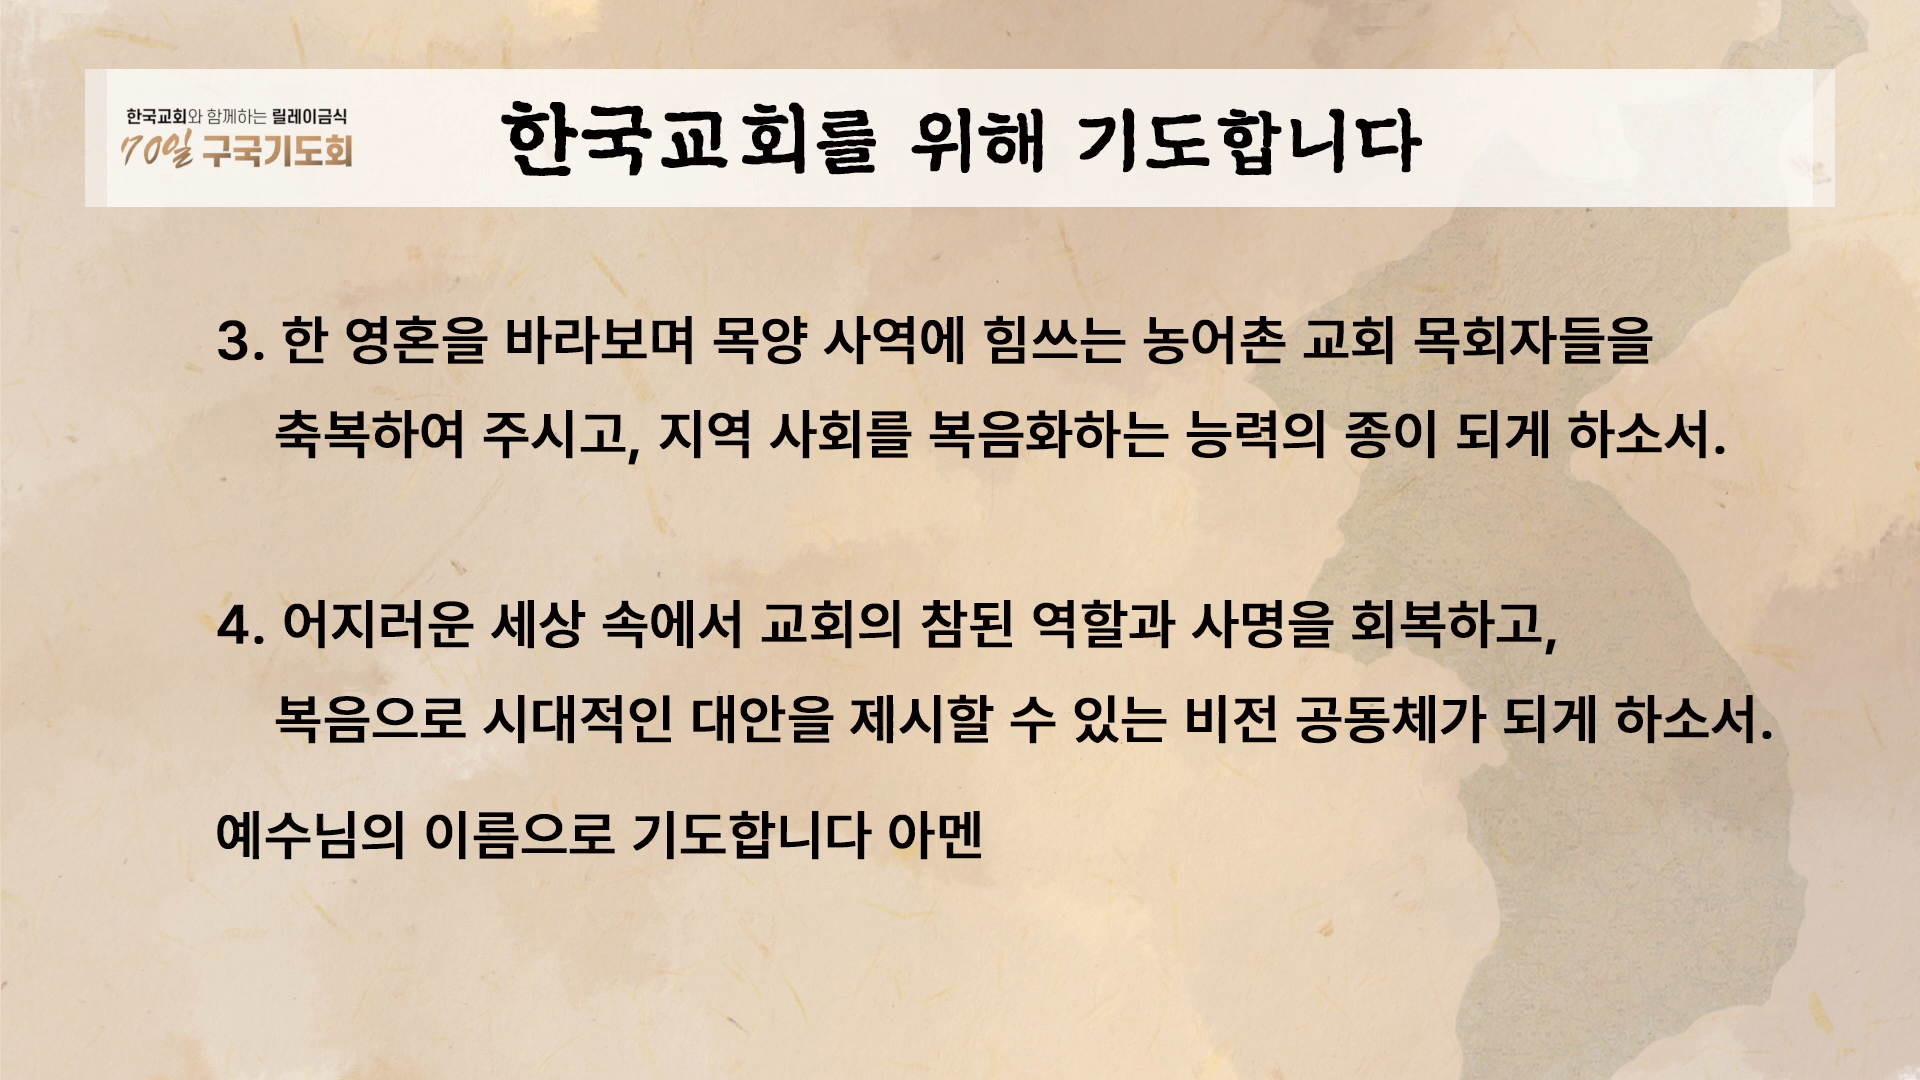 한국교회와 함께하는 릴레이금식
70일 구국기도회
한국교회를 위해 기도합니다
3. 한 영혼을 바라보며 목양 사역에 힘쓰는 농어촌 교회 목회자들을
축복하여 주시고, 지역 사회를 복음화하는 능력의 종이 되게 하소서.
4. 어지러운 세상 속에서 교회의 참된 역할과 사명을 회복하고,
복음으로 시대적인 대안을 제시할 수 있는 비전 공동체가 되게 하소서.
예수님의 이름으로 기도합니다 아멘